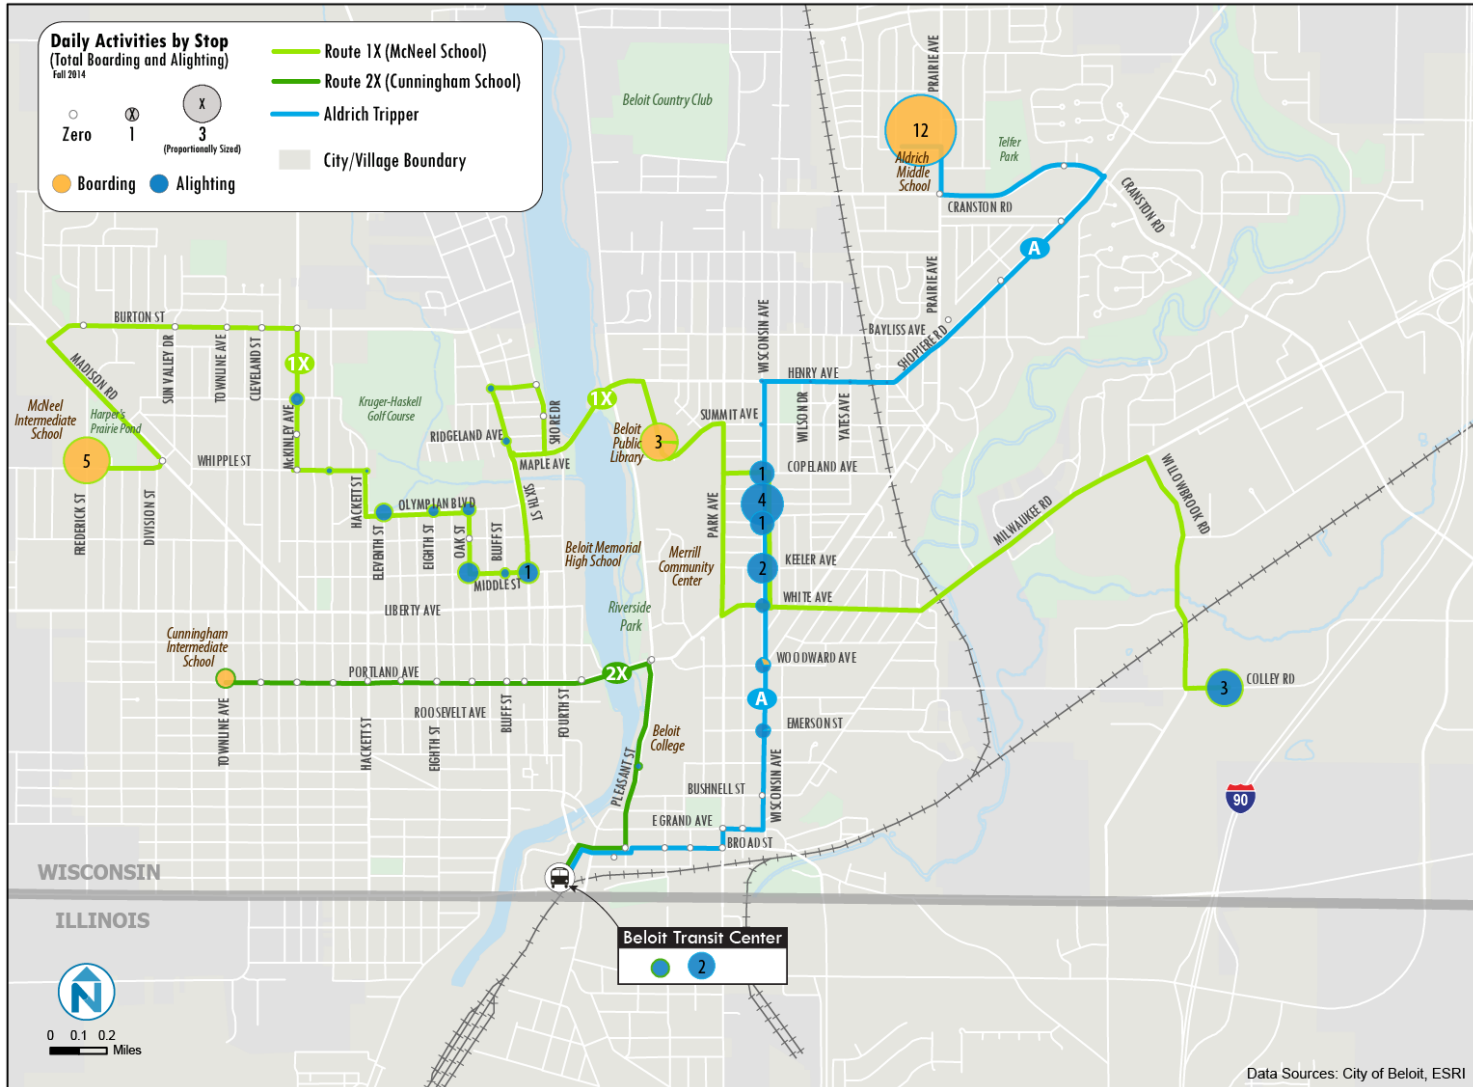 Daily Activities by Stop
(Total Boarding and Alighting)
Fall 2014
X
X
Zero
1
3
(Proportionally Sized)
Boarding
Alighting
Route 1X (McNeel School)
Route 2X (Cunningham School)
Aldrich Tripper
City/Village Boundary
Beloit Country Club
PRAIRIE AVE
12
Aldrich
Middle
School
Telfer
Park
CRANSTON RD
CRANSTON RD
A
PRAIRIE AVE
BAYLISS AVE
SHOPIERE RD
WISCONSIN AVE
HENRY AVE
BURTON ST
SUN VALLEY DR
TOWNLINE AVE
CLEVELAND ST
1X
MADISON RD
McNeel
Intermediate
School
Harper's
Prairie Pond
5
WHIPPLE ST
FREDERICK ST
DIVISION ST
MCKINLEY AVE
Kruger-Haskell
Golf Course
RIDGELAND AVE
SHORE DR
MAPLE AVE
1X
Beloit
Public
Library
3
SUMMIT AVE
WILSON DR
YATES AVE
COPELAND AVE
1
4
1
PARK AVE
HACKETT ST
OLYMPIAN BLVD
SIXTH ST
ELEVENTH ST
EIGHTH ST
OAK ST
BLUFF ST
1
MIDDLE ST
LIBERTY AVE
Beloit Memorial
High School
Merrill
Community
Center
2
KEELER AVE
WHITE AVE
MILWAUKEE RD
WILLOWBROOK RD
Riverside
Park
Cunningham
Intermediate
School
PORTLAND AVE
2X
WOODWARD AVE
3
COLLEY RD
A
ROOSEVELT AVE
TOWNLINE AVE
HACKETT ST
EIGHTH ST
BLUFF ST
FOURTH ST
Beloit
College
EMERSON ST
PLEASANT ST
BUSHNELL ST
WISCONSIN AVE
E GRAND AVE
BROAD ST
90
WISCONSIN
ILLINOIS
Beloit Transit Center
2
N
0 0.1 0.2
Miles
Data Sources: City of Beloit, ESRI